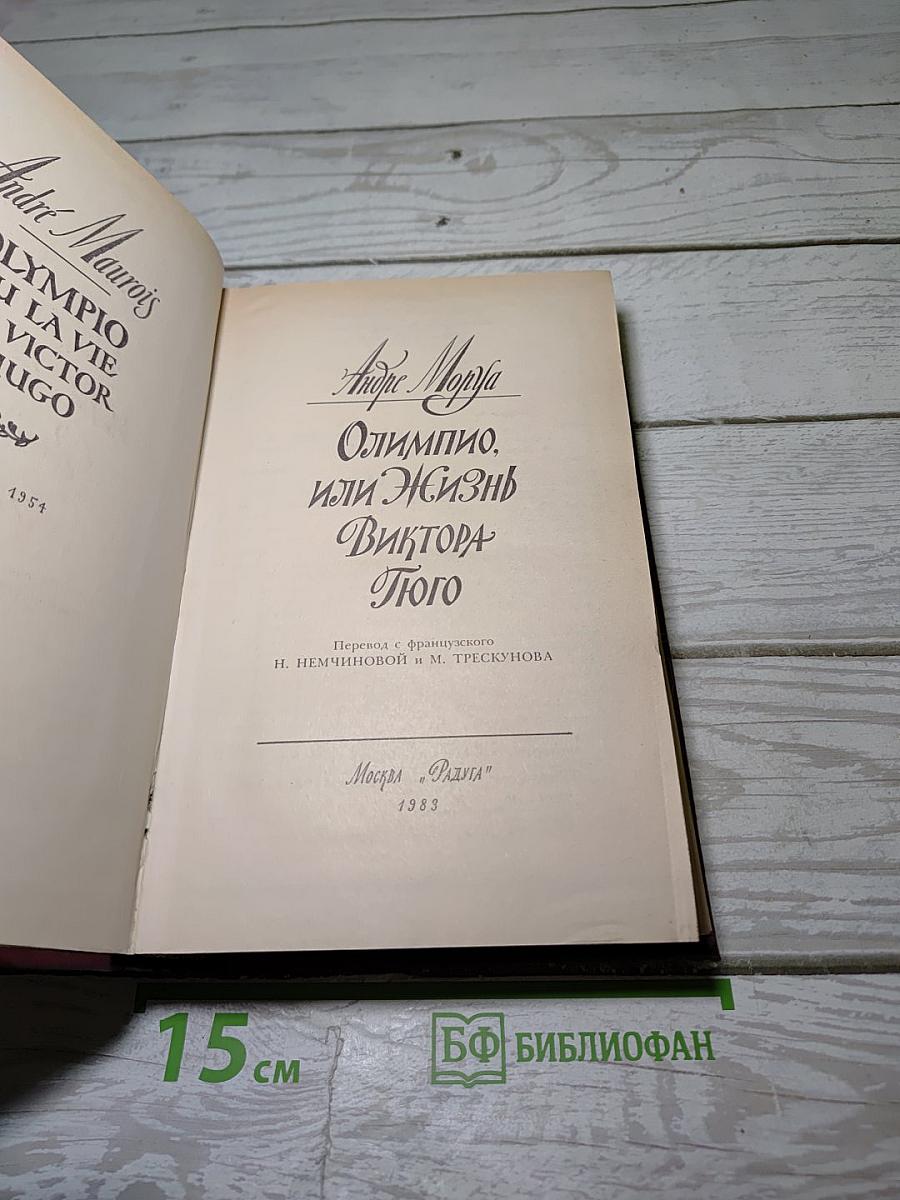 André Maurois
OLYMPIO
LA VIE
VICTOR
HUGO
1954
Андре Моруа
Олимпио,
или Жизнь
Виктора
Гюго
Перевод с французского
Н. НЕМЧИНОВОЙ и М. ТРЕСКУНОВА
Москва „Радуга"
1983
15 см
БФ БИБЛИОФАН